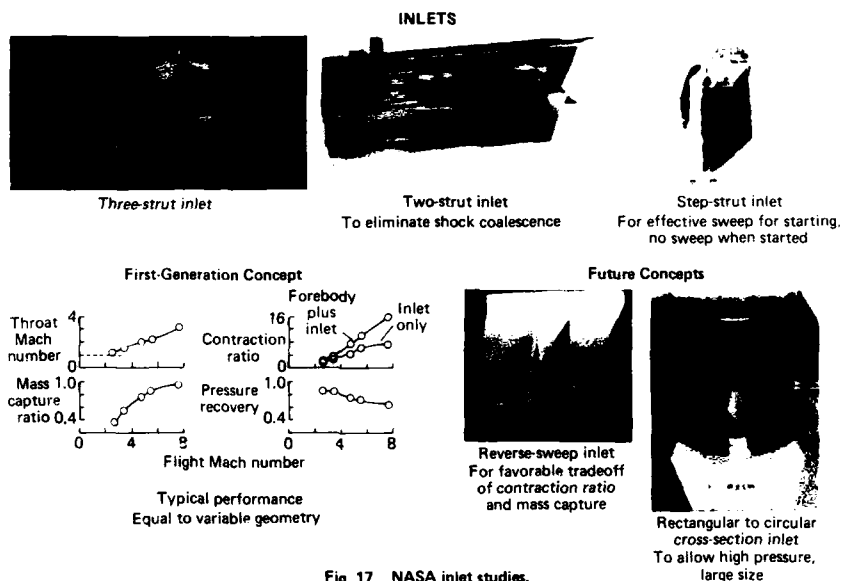 INLETS
Three-strut inlet
Two-strut inlet
To eliminate shock coalescence
Step-strut inlet
For effective sweep for starting,
no sweep when started
First-Generation Concept
Throat
Mach
number
4
0
Mass
capture
ratio
1.0
0.4
0 4 8
Forebody
plus
inlet
Inlet
only
Contraction
ratio
16
0
Pressure
recovery
1.0
0.4
0 4 8
Flight Mach number
Typical performance
Equal to variable geometry
Future Concepts
Reverse-sweep inlet
For favorable tradeoff
of contraction ratio
and mass capture
Rectangular to circular
cross-section inlet
To allow high pressure,
large size
Fig. 17 NASA inlet studies.